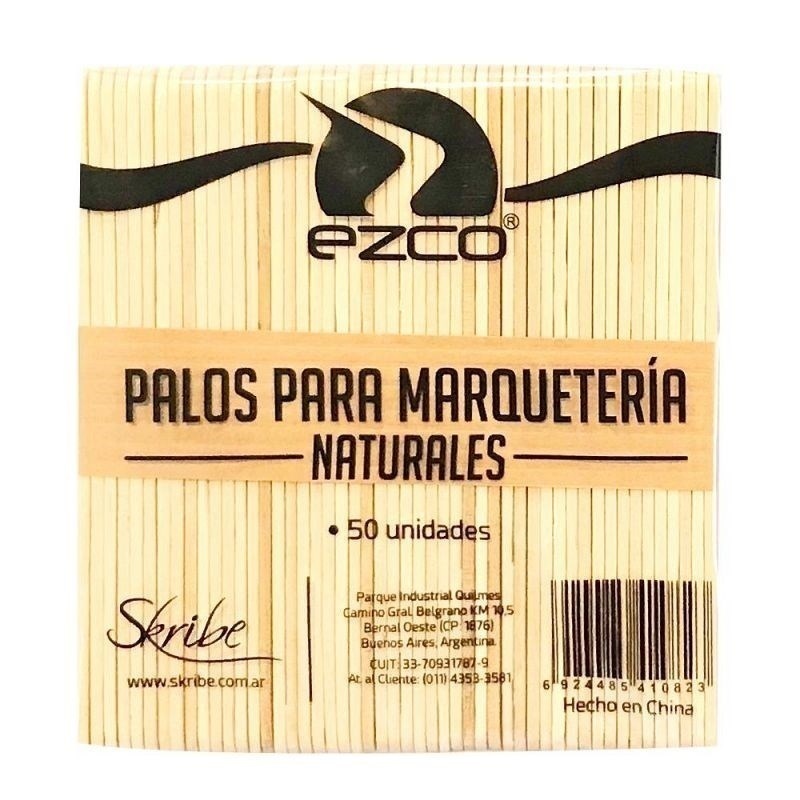 ezco®
PALOS PARA MARQUETERÍA
NATURALES
• 50 unidades
Skribe
www.skribe.com.ar
Parque Industrial Quilmes
Camino Gral. Belgrano KM 10,5
Bernal Oeste (CP: 1876)
Buenos Aires, Argentina.
CUIT: 33-70931787-9
At. al Cliente: (011) 4353-3581
6 924485 410823
Hecho en China